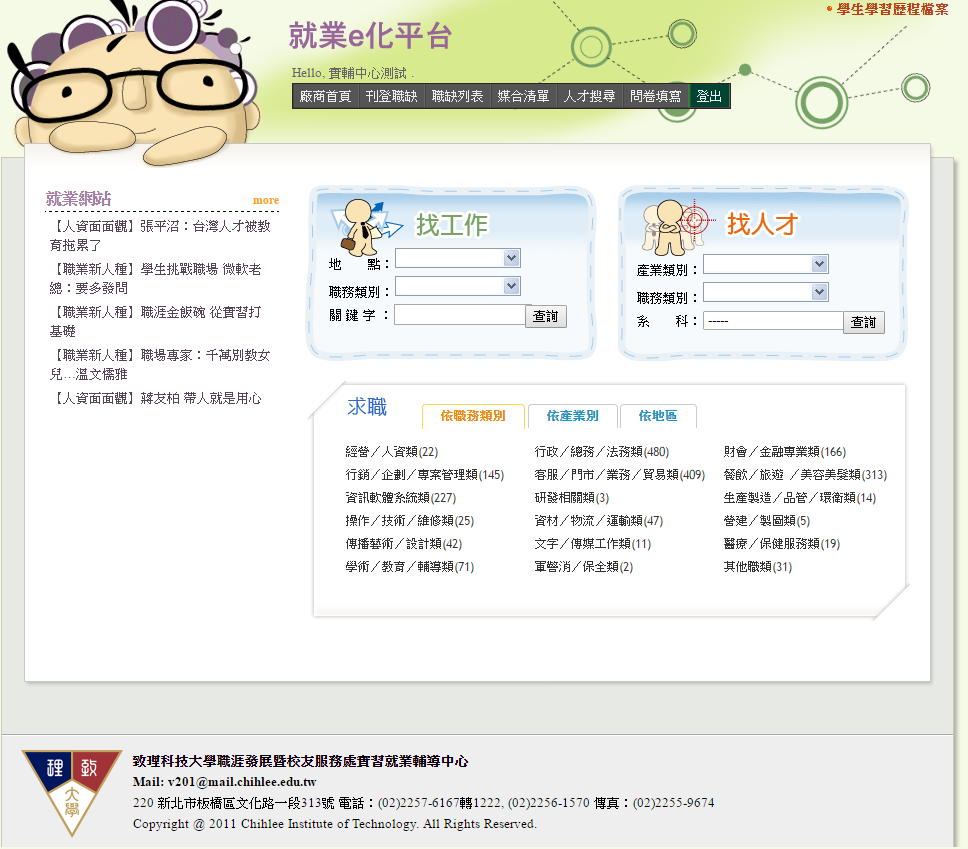 學生學習歷程檔案
就業e化平台
Hello, 實輔中心測試 .
廠商首頁 刊登職缺 職缺列表 媒合清單 人才搜尋 問卷填寫 登出
就業網站 more
【人資面面觀】張平沼：台灣人才被教
育拖累了
【職業新人種】學生挑戰職場 微軟老
總：要多發問
【職業新人種】職涯金飯碗 從實習打
基礎
【職業新人種】職場專家：千萬別教女
兒…溫文儒雅
【人資面面觀】蔣友柏 帶人就是用心
找工作
地 點：
職務類別：
關 鍵 字 ： 查詢
找人才
產業類別：
職務類別：
系 科： ----- 查詢
求職 依職務類別 依產業別 依地區
經營／人資類(22) 行政／總務／法務類(480) 財會／金融專業類(166)
行銷／企劃／專案管理類(145) 客服／門市／業務／貿易類(409) 餐飲／旅遊 ／美容美髮類(313)
資訊軟體系統類(227) 研發相關類(3) 生產製造／品管／環衛類(14)
操作／技術／維修類(25) 資材／物流／運輸類(47) 營建／製圖類(5)
傳播藝術／設計類(42) 文字／傳媒工作類(11) 醫療／保健服務類(19)
學術／教育／輔導類(71) 軍警消／保全類(2) 其他職類(31)
理 致
大
學
致理科技大學職涯發展暨校友服務處實習就業輔導中心
Mail: v201@mail.chihlee.edu.tw
220 新北市板橋區文化路一段313號 電話：(02)2257-6167轉1222, (02)2256-1570 傳真：(02)2255-9674
Copyright @ 2011 Chihlee Institute of Technology. All Rights Reserved.